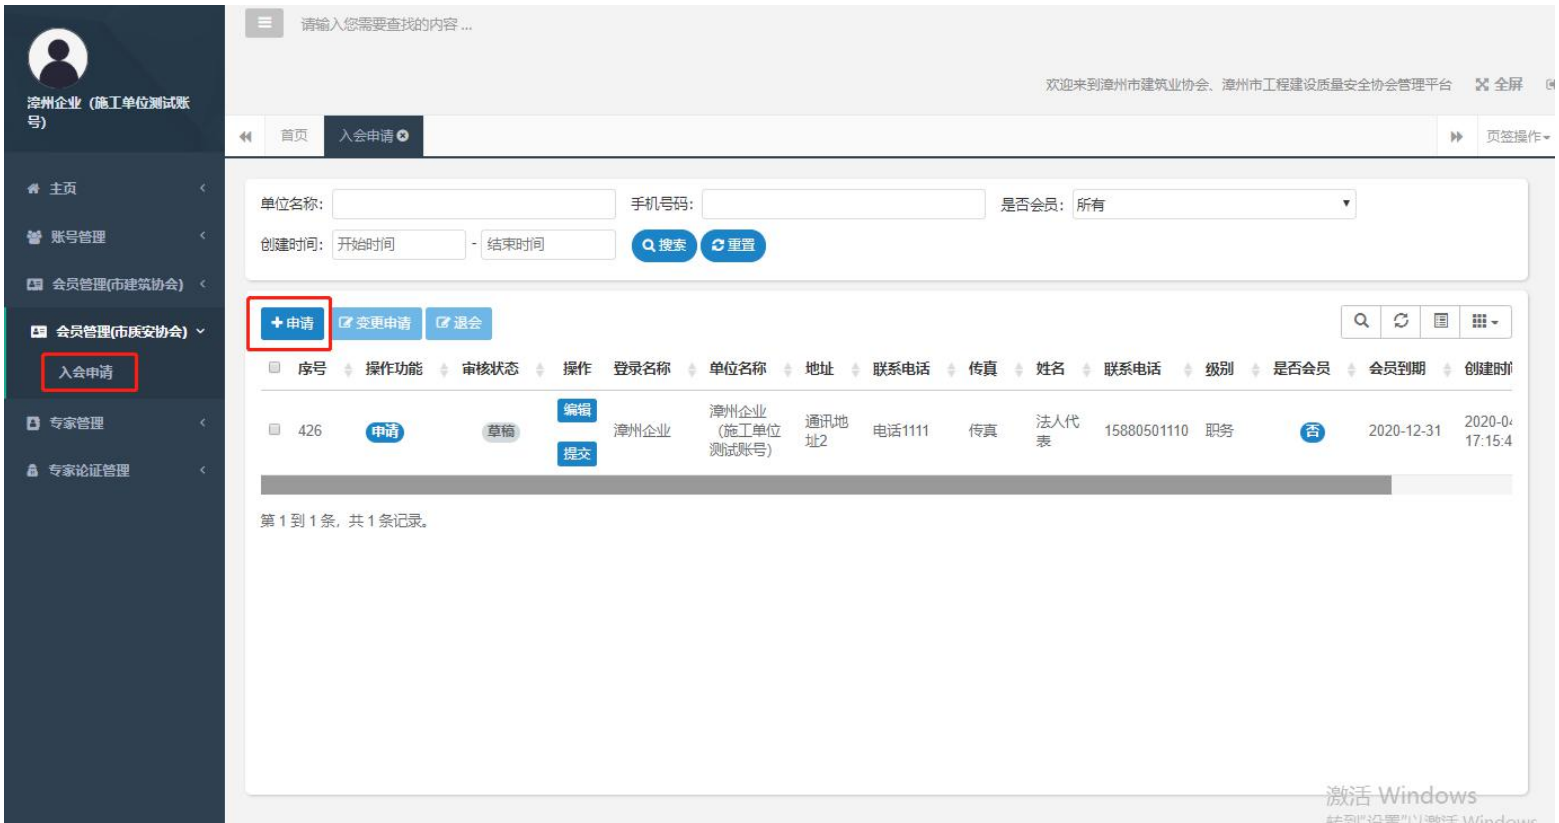 请输入您需要查找的内容 ...
漳州企业（施工单位测试账
号）
欢迎来到漳州市建筑业协会、漳州市工程建设质量安全协会管理平台 全屏
首页 入会申请 页签操作
主页
账号管理
会员管理(市建筑协会)
会员管理(市质安协会)
入会申请
专家管理
专家论证管理
单位名称: 手机号码: 是否会员: 所有
创建时间: 开始时间 - 结束时间 搜索 重置
+申请 变更申请 退会
序号 操作功能 审核状态 操作 登录名称 单位名称 地址 联系电话 传真 姓名 联系电话 级别 是否会员 会员到期 创建时
426 申请 草稿 编辑 提交 漳州企业 漳州企业（施工单位测试账号） 通讯地址2 电话1111 传真 法人代表 15880501110 职务 否 2020-12-31 2020-0 17:15:4
第 1 到 1 条，共 1 条记录。
激活 Windows
转到"设置"以激活 Windows